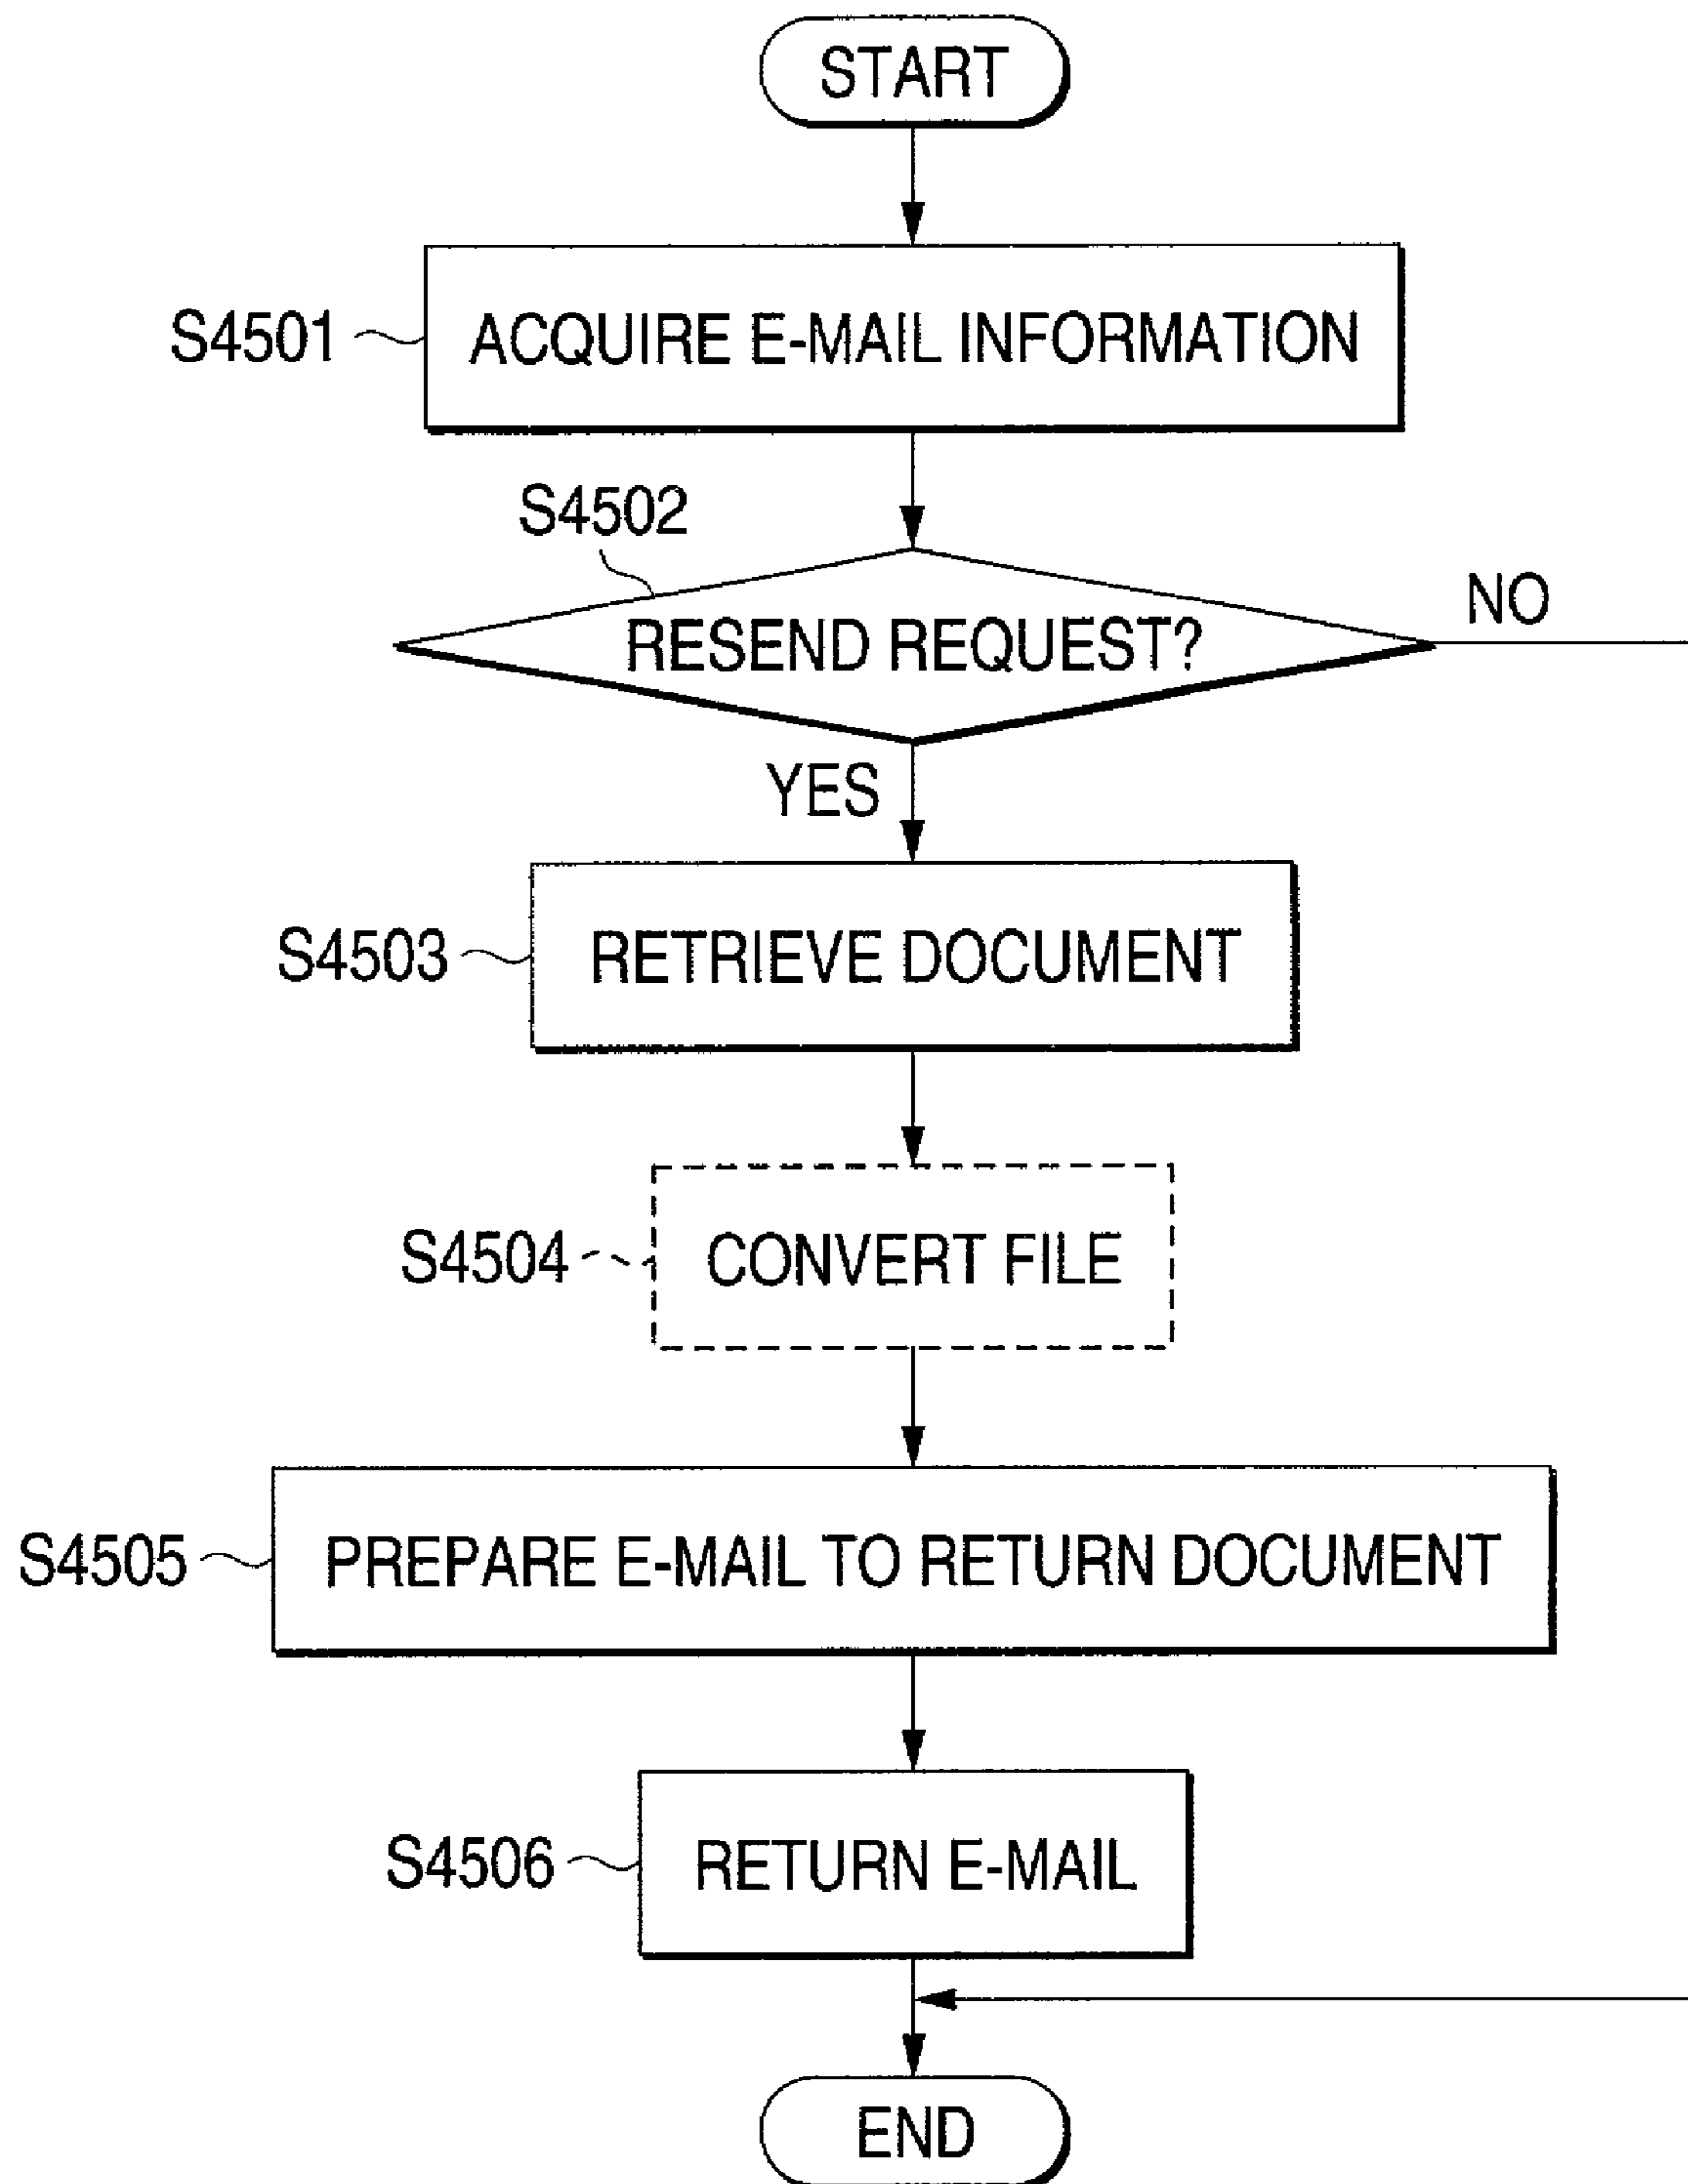 START
S4501
ACQUIRE E-MAIL INFORMATION
S4502
RESEND REQUEST?
NO
YES
S4503
RETRIEVE DOCUMENT
S4504
CONVERT FILE
S4505
PREPARE E-MAIL TO RETURN DOCUMENT
S4506
RETURN E-MAIL
END